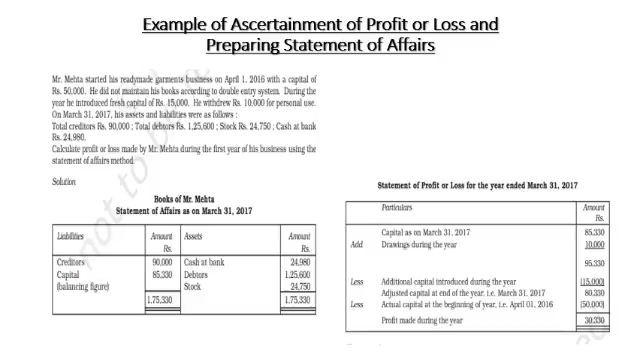 Example of Ascertainment of Profit or Loss and
Preparing Statement of Affairs
Mr. Mehta started his readymade garments business on April 1, 2016 with a capital of
Rs. 50,000. He did not maintain his books according to double entry system. During the
year he introduced fresh capital of Rs. 15,000. He withdrew Rs. 10,000 for personal use.
On March 31, 2017, his assets and liabilities were as follows :
Total creditors Rs. 90,000 ; Total debtors Rs. 1,25,600 ; Stock Rs. 24,750 ; Cash at bank
Rs. 24,980.
Calculate profit or loss made by Mr. Mehta during the first year of his business using the
statement of affairs method.
Solution
Books of Mr. Mehta
Statement of Affairs as on March 31, 2017
Liabilities Amount Assets Amount
Rs. Rs.
Creditors 90,000 Cash at bank 24,980
Capital 85,330 Debtors 1,25,600
(balancing figure) Stock 24,750
1,75,330 1,75,330
Statement of Profit or Loss for the year ended March 31, 2017
Particulars Amount
Rs.
Capital as on March 31, 2017 85,330
Add Drawings during the year 10,000
95,330
Less Additional capital introduced during the year (15,000)
Adjusted capital at end of the year, i.e. March 31, 2017 80,330
Less Actual capital at the beginning of year, i.e. April 01, 2016 (50,000)
Profit made during the year 30,330
not to be